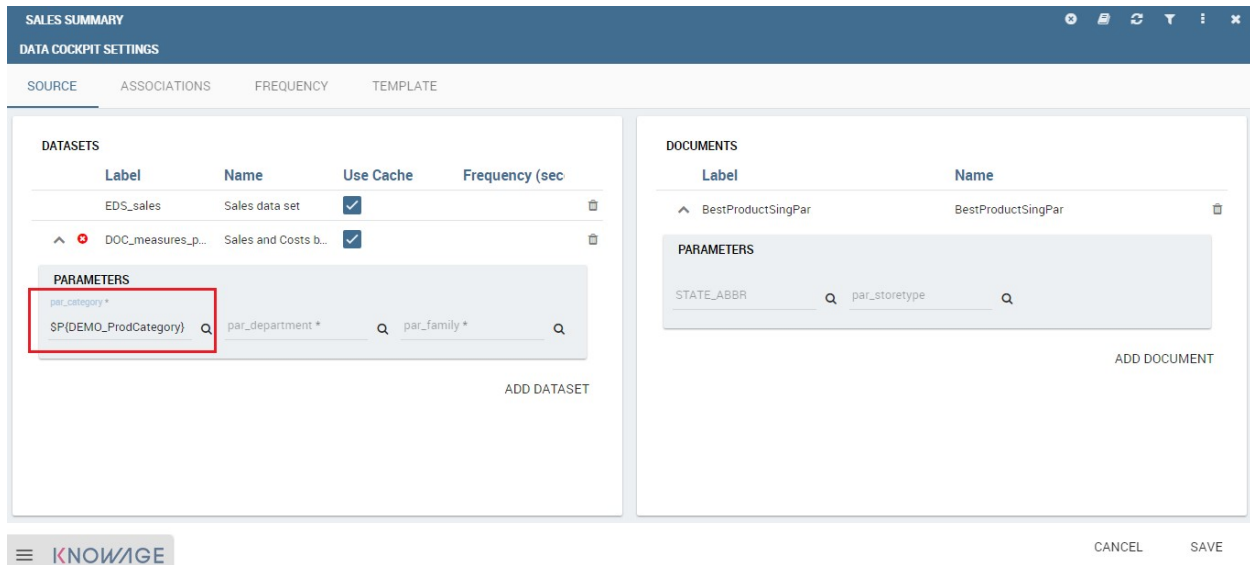 SALES SUMMARY
DATA COCKPIT SETTINGS
SOURCE ASSOCIATIONS FREQUENCY TEMPLATE
DATASETS
Label Name Use Cache Frequency (sec
EDS_sales Sales data set
DOC_measures_p... Sales and Costs b...
PARAMETERS
par_category *
$P{DEMO_ProdCategory} par_department * par_family *
ADD DATASET
DOCUMENTS
Label Name
BestProductSingPar BestProductSingPar
PARAMETERS
STATE_ABBR par_storetype
ADD DOCUMENT
KNOWAGE
CANCEL SAVE